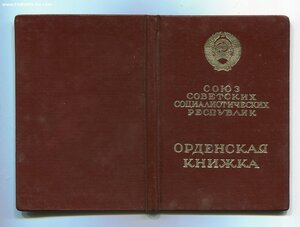 СОЮЗ
СОВЕТСКИХ
СОЦИАЛИСТИЧЕСКИХ
РЕСПУБЛИК
ОРДЕНСКАЯ
КНИЖКА